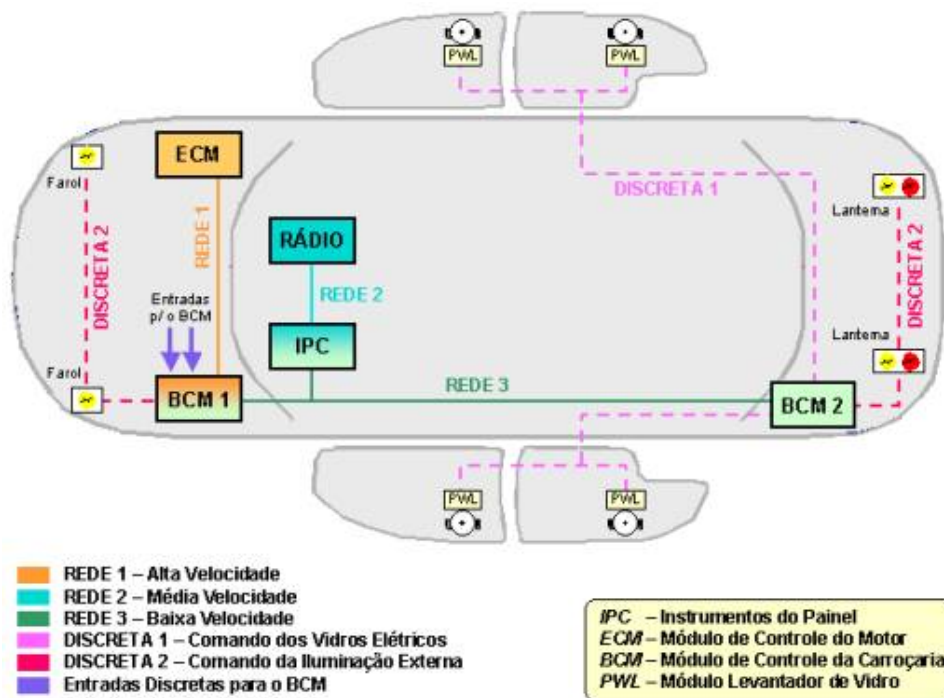 PWL
PWL
ECM
Farol
REDE 1
DISCRETA 1
Lanterna
RÁDIO
DISCRETA 2
DISCRETA 2
REDE 2
Entradas
p/ o BCM
IPC
Lanterna
Farol
BCM 1
REDE 3
BCM 2
PWL
PWL
REDE 1 – Alta Velocidade
REDE 2 – Média Velocidade
REDE 3 – Baixa Velocidade
DISCRETA 1 – Comando dos Vidros Elétricos
DISCRETA 2 – Comando da Iluminação Externa
Entradas Discretas para o BCM
IPC – Instrumentos do Painel
ECM – Módulo de Controle do Motor
BCM – Módulo de Controle da Carroçaria
PWL – Módulo Levantador de Vidro